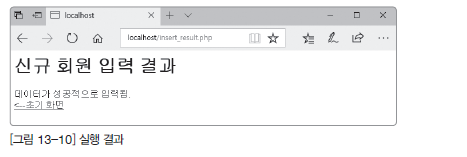 localhost
localhost/insert_result.php
신규 회원 입력 결과
데이터가 성공적으로 입력됨.
<--초기 화면
[그림 13-10] 실행 결과